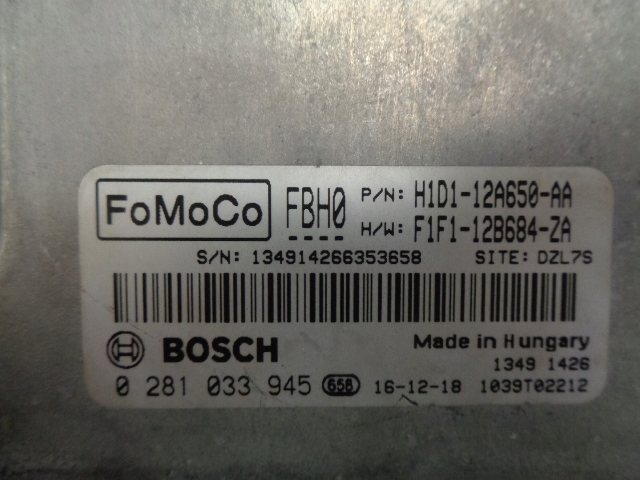 FoMoCo FBH0 P/N: H1D1-12A650-AA
H/W: F1F1-12B684-ZA
S/N: 134914266353658 SITE: DZL7S
BOSCH Made in Hungary
1349 1426
0 281 033 945 658 16-12-18 1039T02212